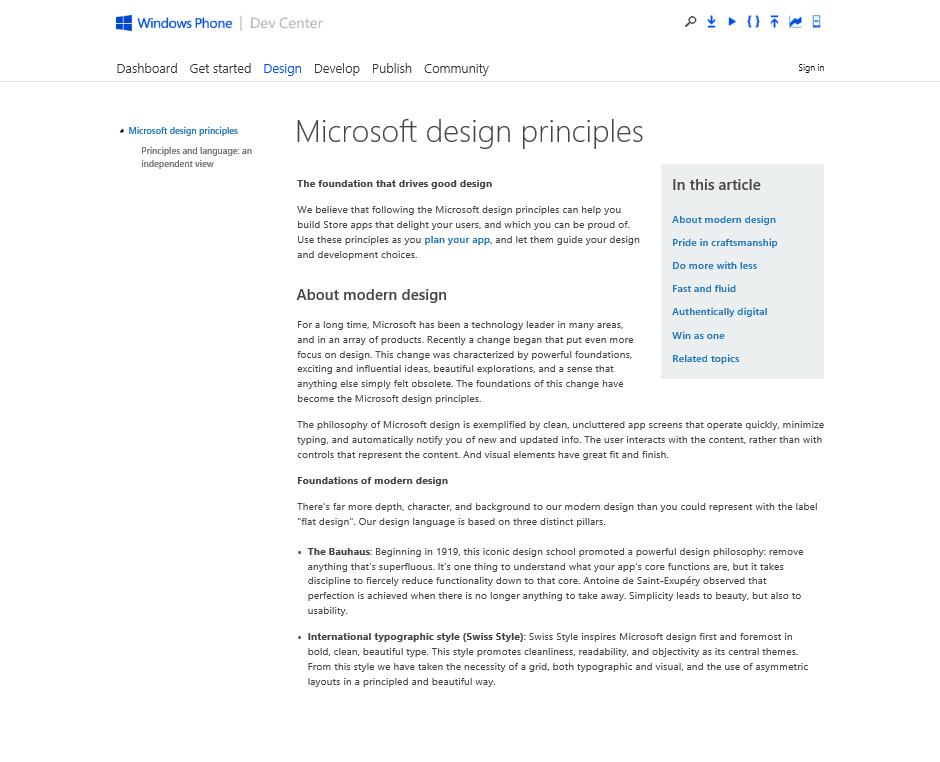 Windows Phone | Dev Center
Dashboard Get started Design Develop Publish Community
Sign in
Microsoft design principles
Principles and language: an
independent view
Microsoft design principles
The foundation that drives good design
We believe that following the Microsoft design principles can help you
build Store apps that delight your users, and which you can be proud of.
Use these principles as you plan your app, and let them guide your design
and development choices.
In this article
About modern design
Pride in craftsmanship
Do more with less
Fast and fluid
Authentically digital
Win as one
Related topics
About modern design
For a long time, Microsoft has been a technology leader in many areas,
and in an array of products. Recently a change began that put even more
focus on design. This change was characterized by powerful foundations,
exciting and influential ideas, beautiful explorations, and a sense that
anything else simply felt obsolete. The foundations of this change have
become the Microsoft design principles.
The philosophy of Microsoft design is exemplified by clean, uncluttered app screens that operate quickly, minimize
typing, and automatically notify you of new and updated info. The user interacts with the content, rather than with
controls that represent the content. And visual elements have great fit and finish.
Foundations of modern design
There's far more depth, character, and background to our modern design than you could represent with the label
"flat design". Our design language is based on three distinct pillars.
• The Bauhaus: Beginning in 1919, this iconic design school promoted a powerful design philosophy: remove
anything that's superfluous. It's one thing to understand what your app's core functions are, but it takes
discipline to fiercely reduce functionality down to that core. Antoine de Saint-Exupéry observed that
perfection is achieved when there is no longer anything to take away. Simplicity leads to beauty, but also to
usability.
• International typographic style (Swiss Style): Swiss Style inspires Microsoft design first and foremost in
bold, clean, beautiful type. This style promotes cleanliness, readability, and objectivity as its central themes.
From this style we have taken the necessity of a grid, both typographic and visual, and the use of asymmetric
layouts in a principled and beautiful way.